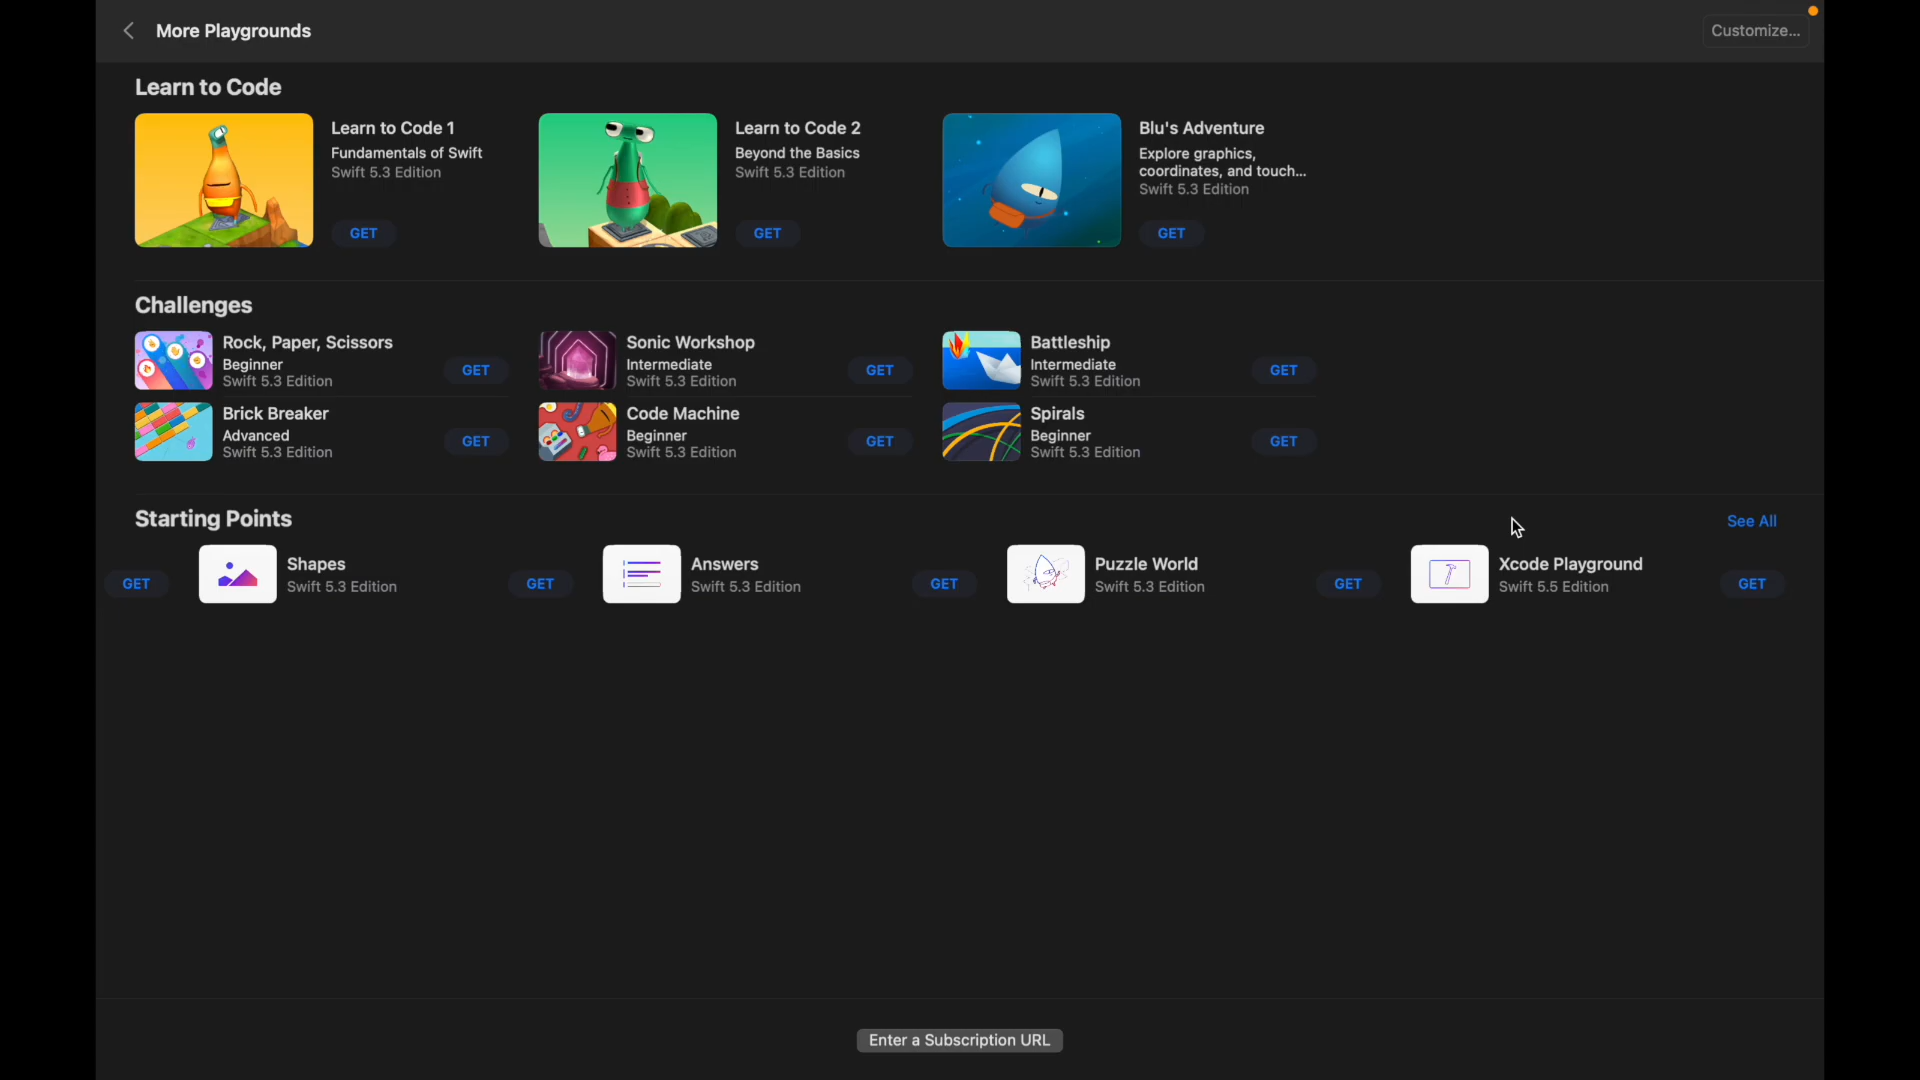 More Playgrounds
Customize...
Learn to Code
Learn to Code 1
Fundamentals of Swift
Swift 5.3 Edition
GET
Learn to Code 2
Beyond the Basics
Swift 5.3 Edition
GET
Blu's Adventure
Explore graphics,
coordinates, and touch...
Swift 5.3 Edition
GET
Challenges
Rock, Paper, Scissors
Beginner
Swift 5.3 Edition
GET
Sonic Workshop
Intermediate
Swift 5.3 Edition
GET
Battleship
Intermediate
Swift 5.3 Edition
GET
Brick Breaker
Advanced
Swift 5.3 Edition
GET
Code Machine
Beginner
Swift 5.3 Edition
GET
Spirals
Beginner
Swift 5.3 Edition
GET
Starting Points
See All
GET
Shapes
Swift 5.3 Edition
GET
Answers
Swift 5.3 Edition
GET
Puzzle World
Swift 5.3 Edition
GET
Xcode Playground
Swift 5.5 Edition
GET
Enter a Subscription URL